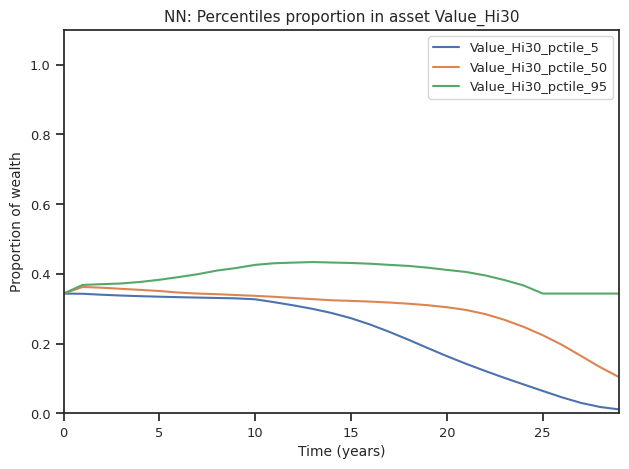 NN: Percentiles proportion in asset Value_Hi30
Value_Hi30_pctile_5
Value_Hi30_pctile_50
Value_Hi30_pctile_95
Proportion of wealth
1.0
0.8
0.6
0.4
0.2
0.0
0 5 10 15 20 25
Time (years)